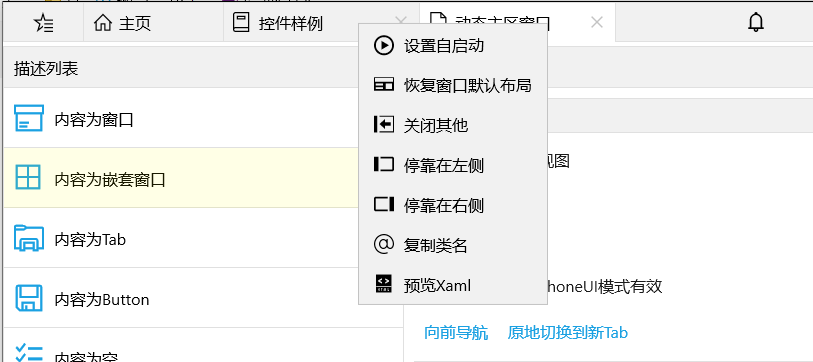 主页
控件样例
动态主区窗口
描述列表
设置自启动
恢复窗口默认布局
内容为窗口
关闭其他
停靠在左侧
视图
内容为嵌套窗口
停靠在右侧
内容为Tab
复制类名
预览Xaml
honeUI模式有效
内容为Button
向前导航
原地切换到新Tab
内容为空